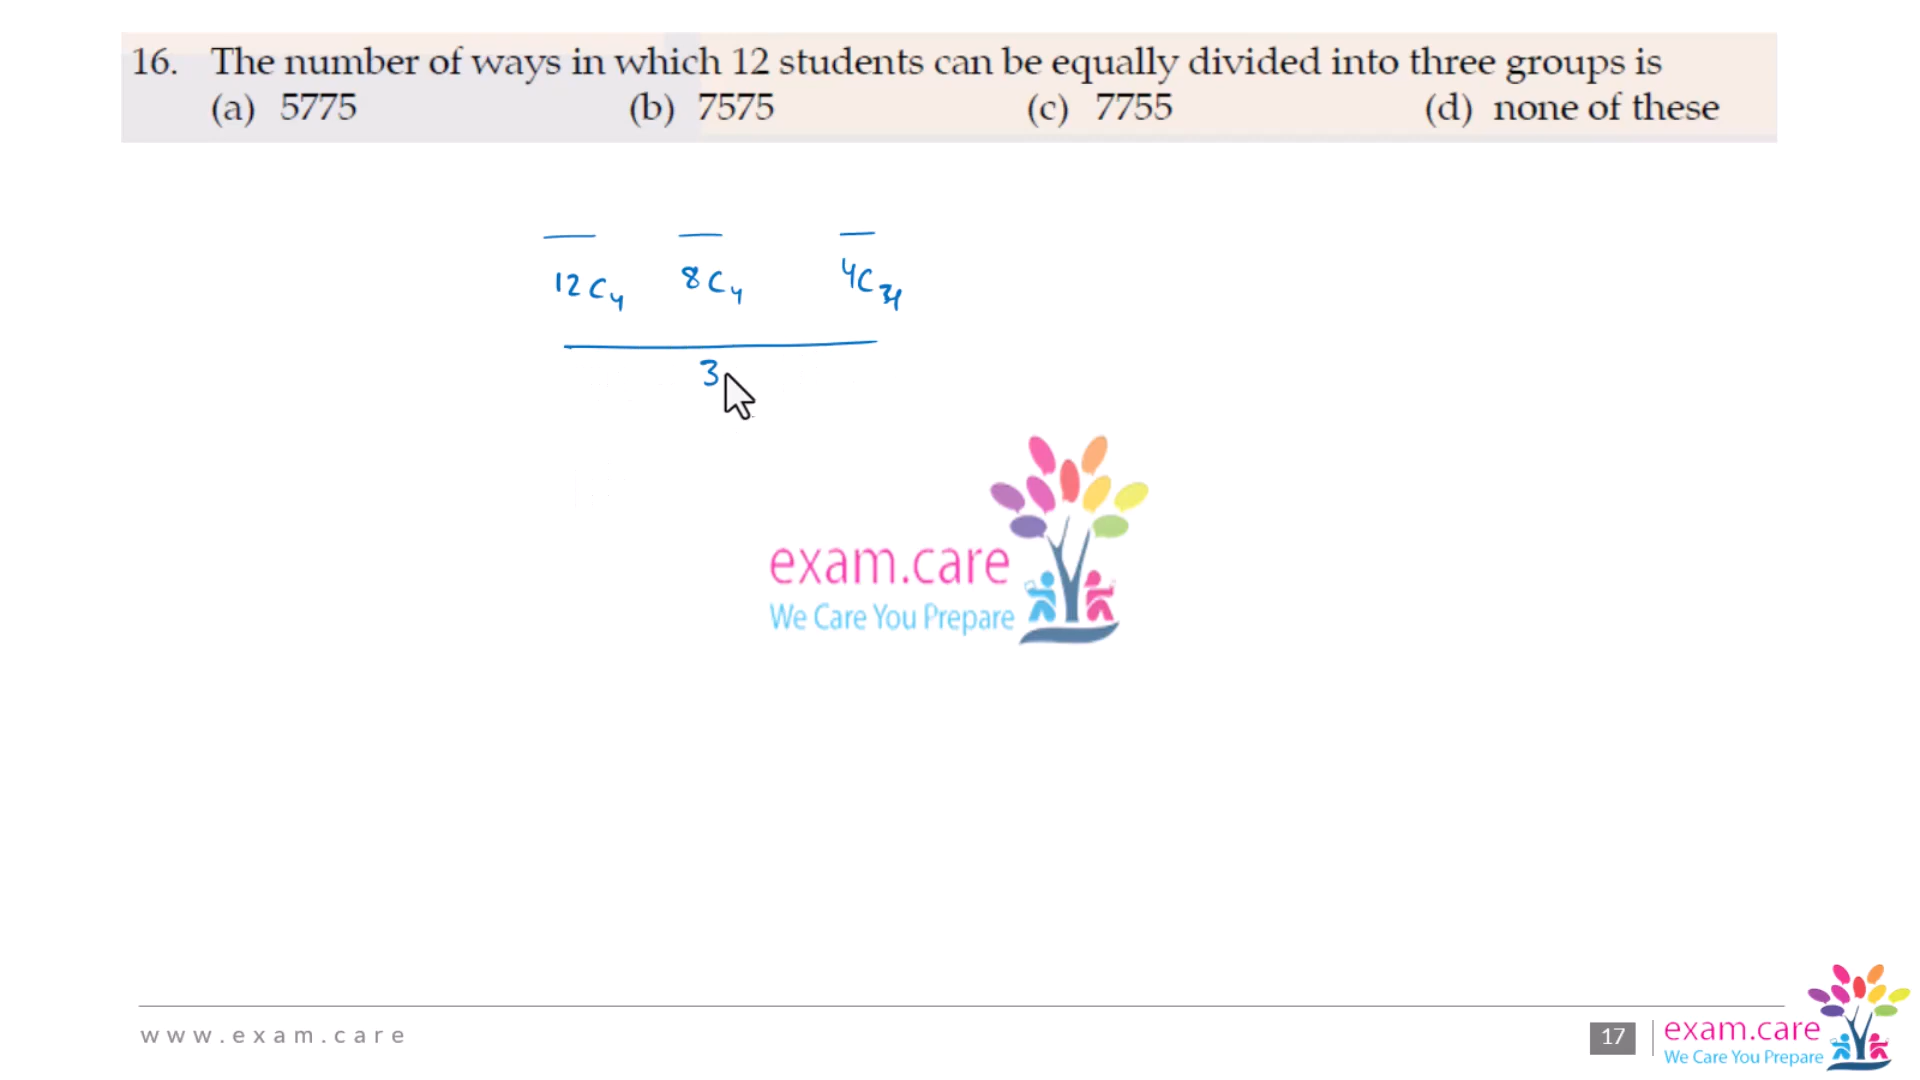 16. The number of ways in which 12 students can be equally divided into three groups is
(a) 5775 (b) 7575 (c) 7755 (d) none of these
12C4 8C4 4C4
3
exam.care
We Care You Prepare
www.exam.care
17
exam.care
We Care You Prepare